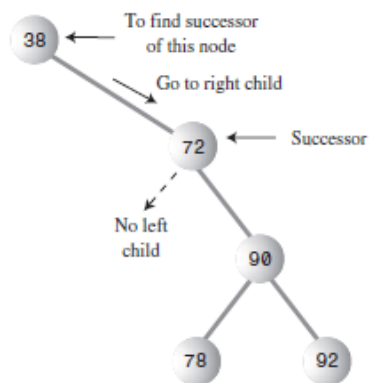 To find successor
38
of this node
Go to right child
72
Successor
No left
child
90
78
92